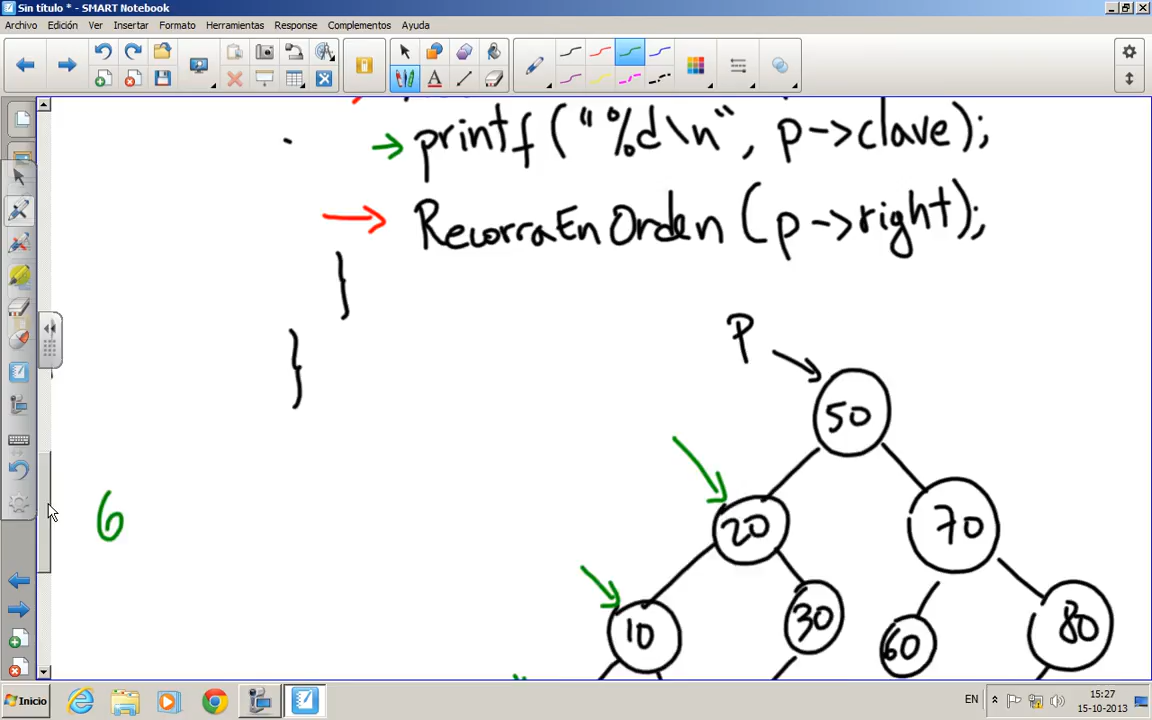 Sin título * - SMART Notebook
Archivo Edición Ver Insertar Formato Herramientas Response Complementos Ayuda
printf ("%d\n", p->clave);
RecorraEnOrden (p->right);
}
}
P
50
6
20
70
10
30
60
80
Inicio
EN
15:27
15-10-2013